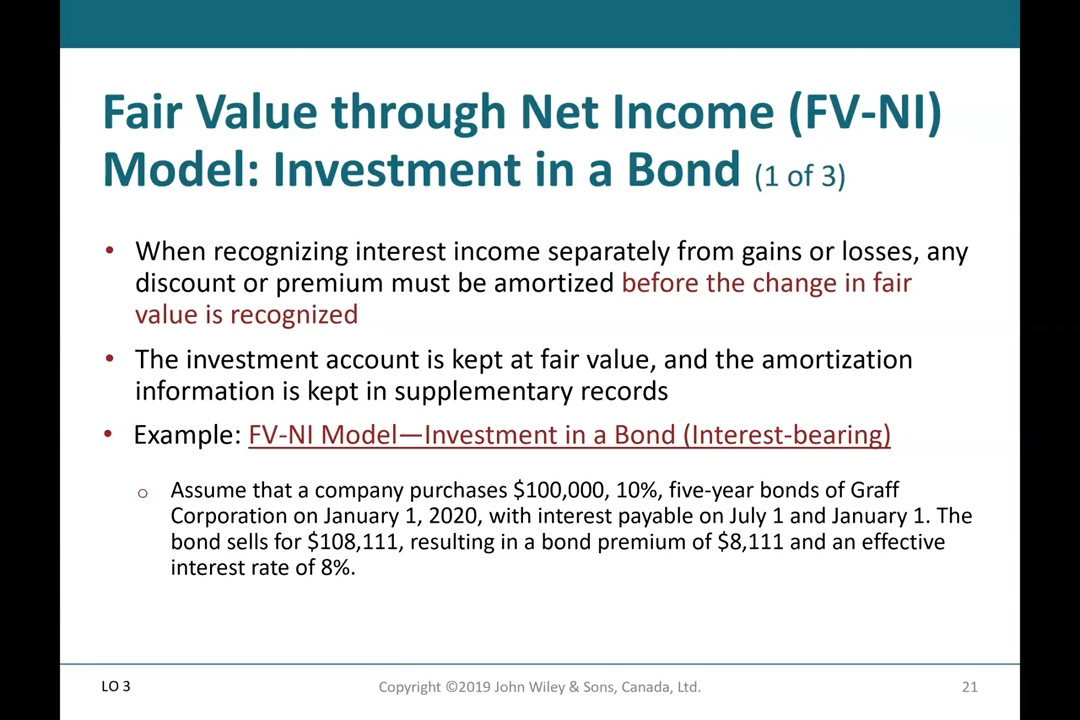 Fair Value through Net Income (FV-NI)
Model: Investment in a Bond (1 of 3)
• When recognizing interest income separately from gains or losses, any
discount or premium must be amortized before the change in fair
value is recognized
• The investment account is kept at fair value, and the amortization
information is kept in supplementary records
• Example: FV-NI Model—Investment in a Bond (Interest-bearing)
o Assume that a company purchases $100,000, 10%, five-year bonds of Graff
Corporation on January 1, 2020, with interest payable on July 1 and January 1. The
bond sells for $108,111, resulting in a bond premium of $8,111 and an effective
interest rate of 8%.
LO 3 Copyright ©2019 John Wiley & Sons, Canada, Ltd. 21